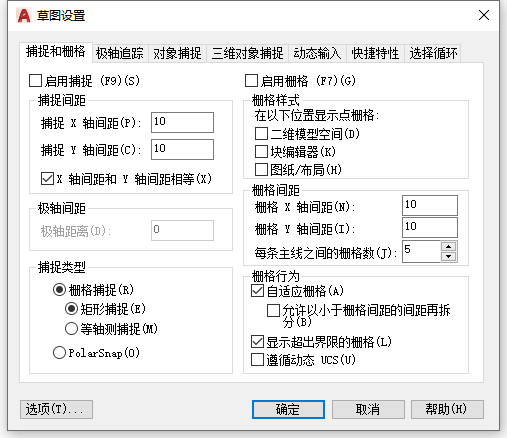 草图设置
捕捉和栅格 极轴追踪 对象捕捉 三维对象捕捉 动态输入 快捷特性 选择循环
启用捕捉 (F9)(S)
捕捉间距
捕捉 X 轴间距(P): 10
捕捉 Y 轴间距(C): 10
X 轴间距和 Y 轴间距相等(X)
极轴间距
极轴距离(D): 0
捕捉类型
栅格捕捉(R)
矩形捕捉(E)
等轴测捕捉(M)
PolarSnap(O)
启用栅格 (F7)(G)
栅格样式
在以下位置显示点栅格:
二维模型空间(D)
块编辑器(K)
图纸/布局(H)
栅格间距
栅格 X 轴间距(N): 10
栅格 Y 轴间距(I): 10
每条主线之间的栅格数(J): 5
栅格行为
自适应栅格(A)
允许以小于栅格间距的间距再拆
分(B)
显示超出界限的栅格(L)
遵循动态 UCS(U)
选项(T)... 确定 取消 帮助(H)